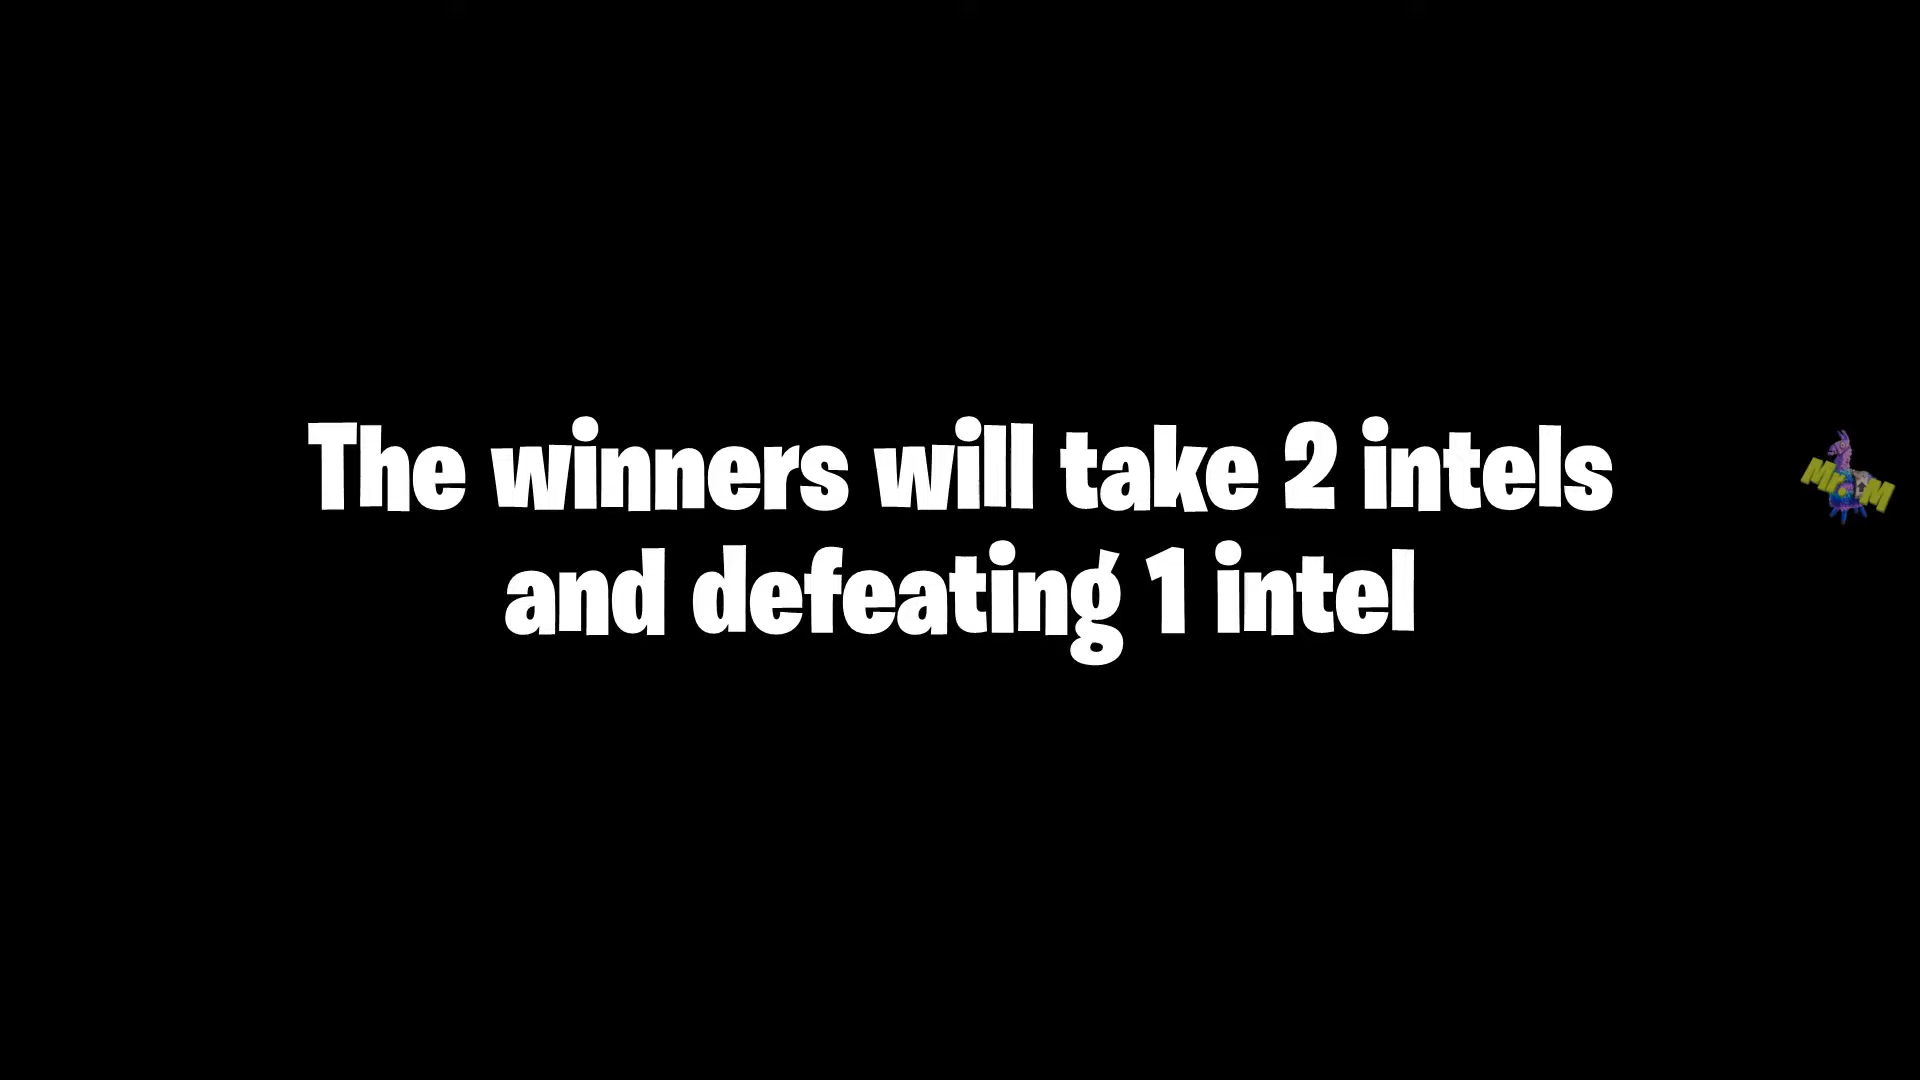 The winners will take 2 intels
and defeating 1 intel
M M